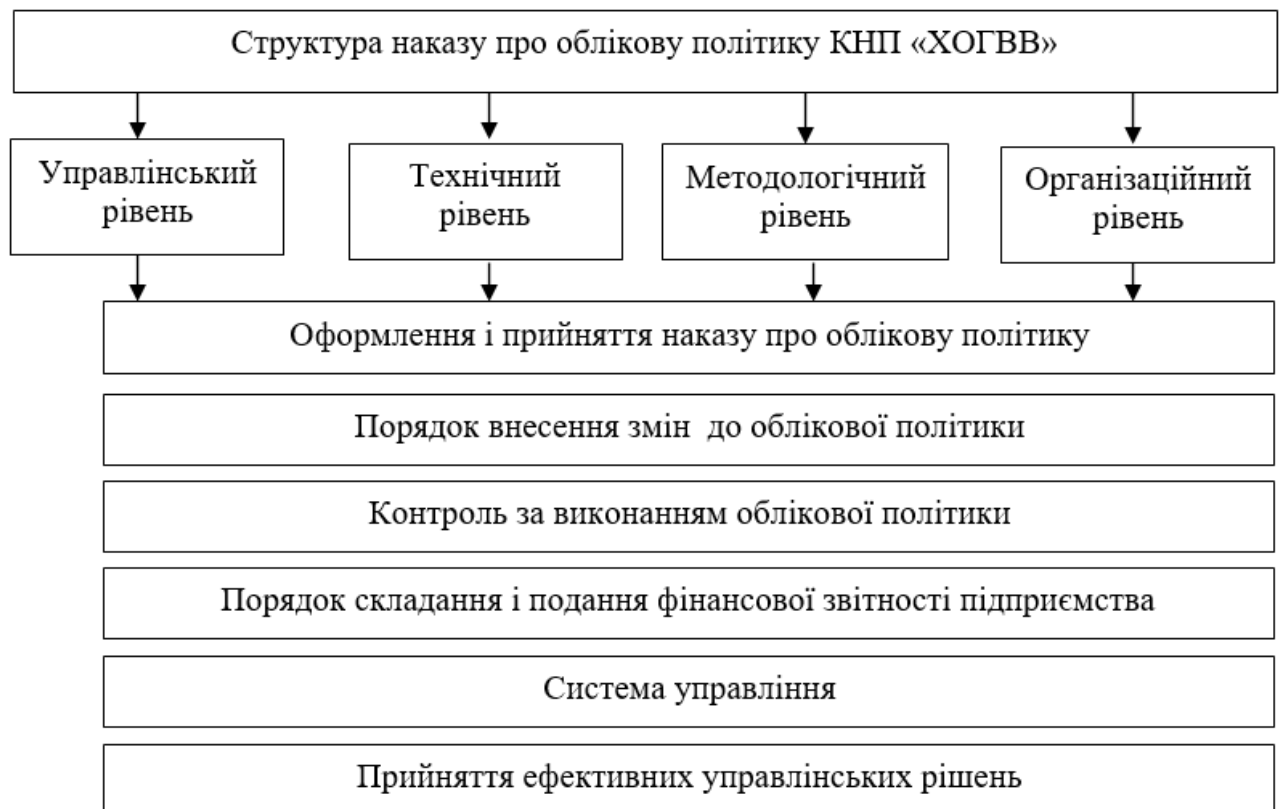 Структура наказу про облікову політику КНП «ХОГВВ»
Управлінський
рівень
Технічний
рівень
Методологічний
рівень
Організаційний
рівень
Оформлення і прийняття наказу про облікову політику
Порядок внесення змін до облікової політики
Контроль за виконанням облікової політики
Порядок складання і подання фінансової звітності підприємства
Система управління
Прийняття ефективних управлінських рішень